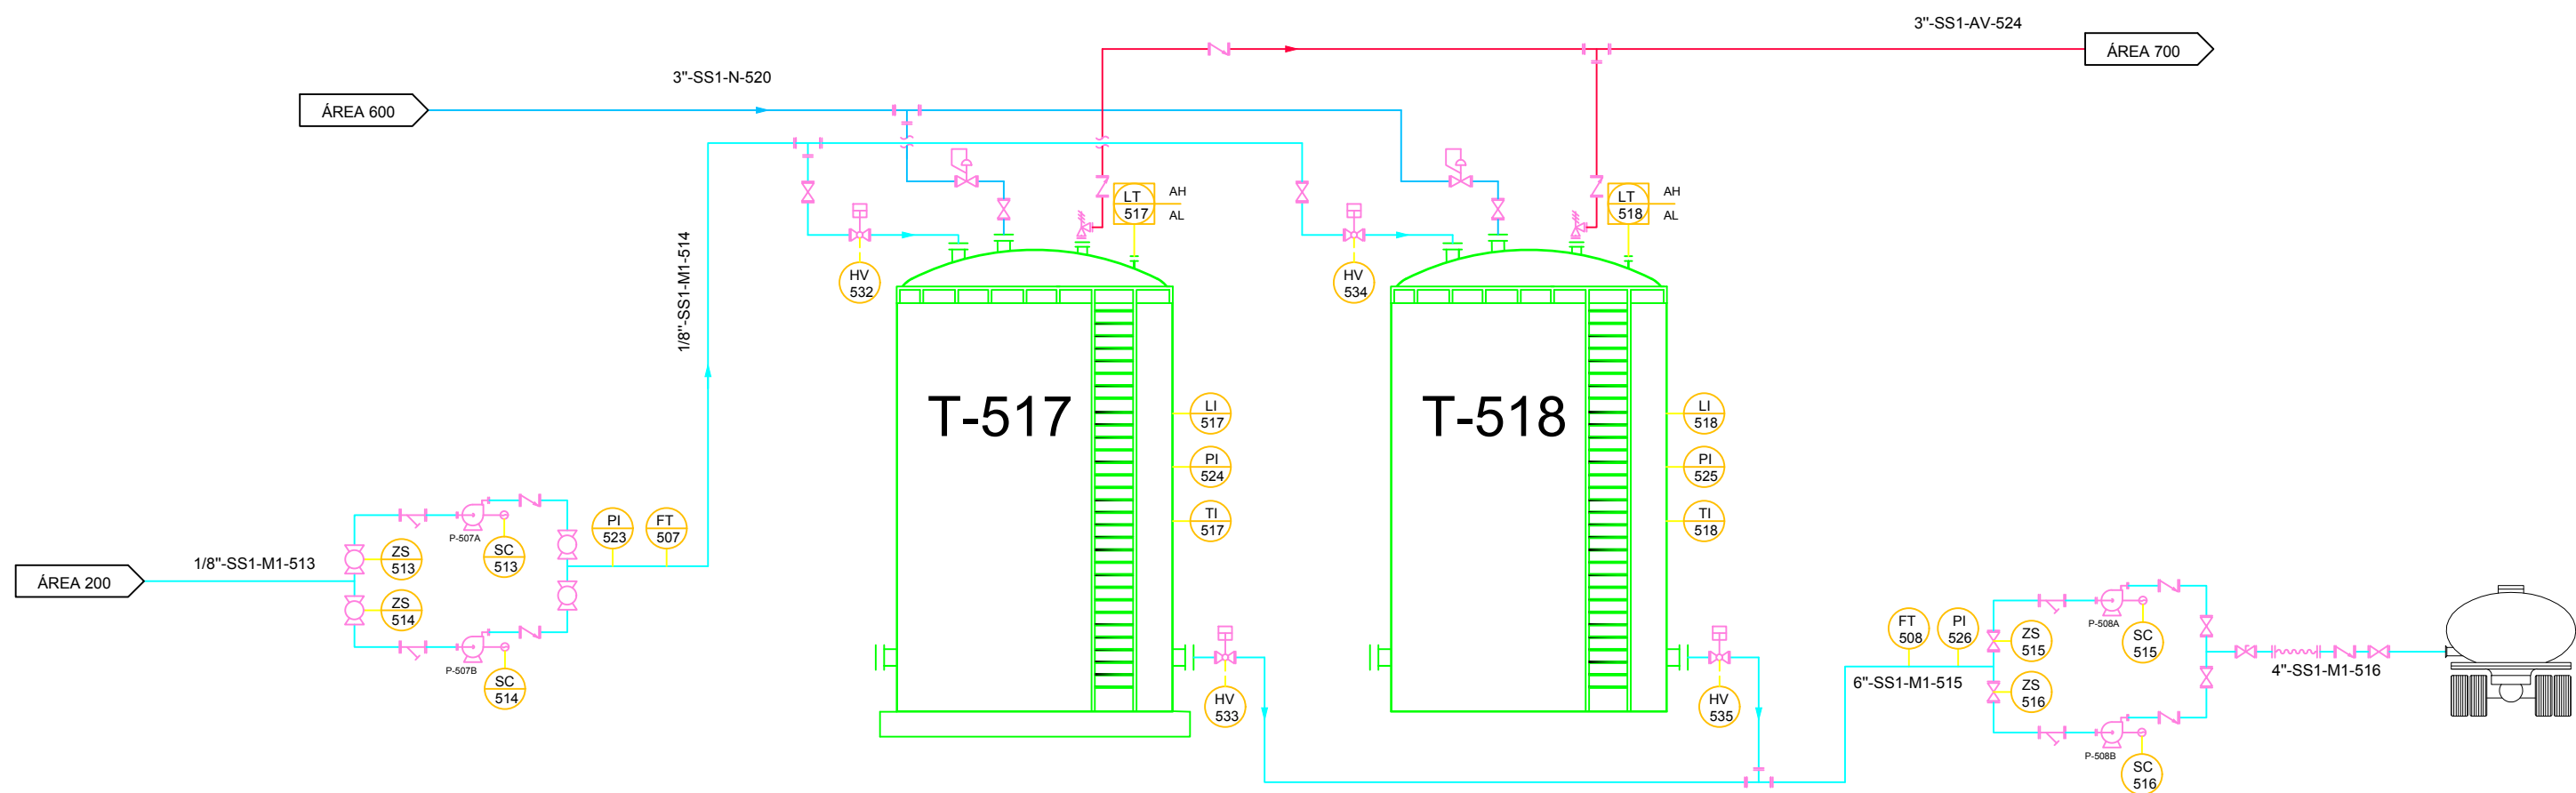 3"-SS1-AV-524
ÁREA 700
3"-SS1-N-520
ÁREA 600
LT
517
AH
AL
LT
518
AH
AL
1/8"-SS1-M1-514
HV
532
HV
534
T-517
T-518
LI
517
LI
518
PI
524
PI
525
TI
517
TI
518
P-507A
PI
523
FT
507
SC
513
ZS
513
1/8"-SS1-M1-513
ÁREA 200
ZS
514
P-507B
SC
514
HV
533
HV
535
FT
508
PI
526
6"-SS1-M1-515
ZS
515
P-508A
SC
515
ZS
516
4"-SS1-M1-516
P-508B
SC
516